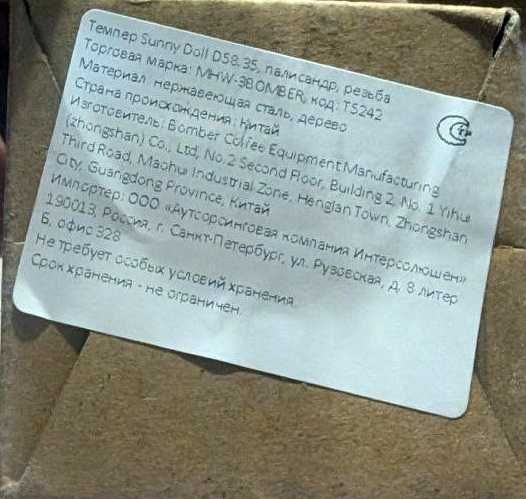 Темпер Sunny Doll D58.35, палисандр, резьба
Торговая марка: MHW-3BOMBER, код: T5242
Материал: нержавеющая сталь, дерево
Страна происхождения: Китай
Изготовитель: Bomber Coffee Equipment Manufacturing
(zhongshan) Co., Ltd, No.2 Second Floor, Building 2, No. 1 Yihui
Third Road, Maohui Industrial Zone, Henglan Town, Zhongshan
City, Guangdong Province, Китай
Импортер: ООО «Аутсорсинговая компания Интерсолюшен»
190013, Россия, г. Санкт-Петербург, ул. Рузовская, д. 8 литер
Б, офис 328
Не требует особых условий хранения.
Срок хранения - не ограничен.